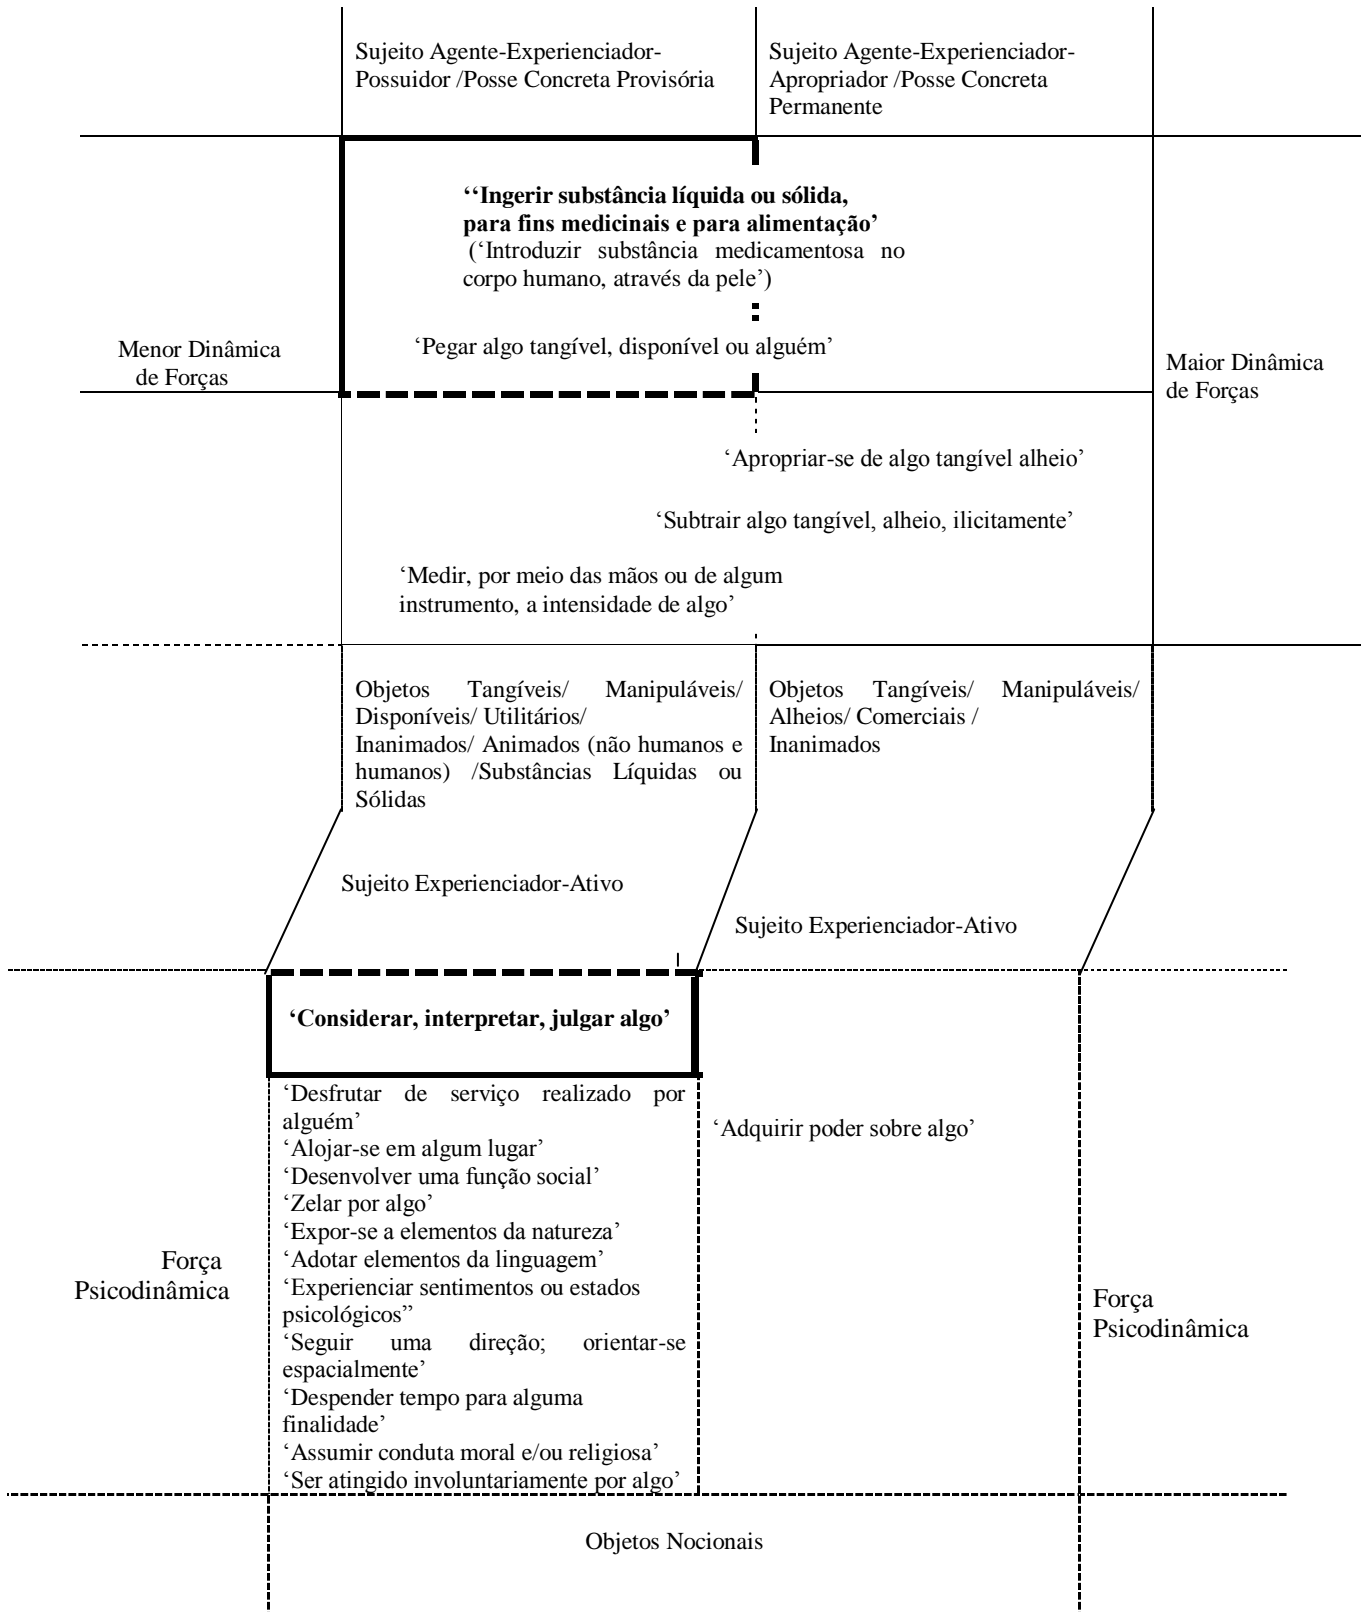 Sujeito Agente-Experienciador-
Possuidor /Posse Concreta Provisória
Sujeito Agente-Experienciador-
Apropriador /Posse Concreta
Permanente
‘‘Ingerir substância líquida ou sólida,
para fins medicinais e para alimentação’
(‘Introduzir substância medicamentosa no
corpo humano, através da pele’)
‘Pegar algo tangível, disponível ou alguém’
Menor Dinâmica
de Forças
Maior Dinâmica
de Forças
‘Apropriar-se de algo tangível alheio’
‘Subtrair algo tangível, alheio, ilicitamente’
‘Medir, por meio das mãos ou de algum
instrumento, a intensidade de algo’
Objetos Tangíveis/ Manipuláveis/
Disponíveis/ Utilitários/
Inanimados/ Animados (não humanos e
humanos) /Substâncias Líquidas ou
Sólidas
Objetos Tangíveis/ Manipuláveis/
Alheios/ Comerciais /
Inanimados
Sujeito Experienciador-Ativo
Sujeito Experienciador-Ativo
‘Considerar, interpretar, julgar algo’
‘Desfrutar de serviço realizado por
alguém’
‘Alojar-se em algum lugar’
‘Desenvolver uma função social’
‘Zelar por algo’
‘Expor-se a elementos da natureza’
‘Adotar elementos da linguagem’
‘Experienciar sentimentos ou estados
psicológicos”
‘Seguir uma direção; orientar-se
espacialmente’
‘Despender tempo para alguma
finalidade’
‘Assumir conduta moral e/ou religiosa’
‘Ser atingido involuntariamente por algo’
‘Adquirir poder sobre algo’
Força
Psicodinâmica
Força
Psicodinâmica
Objetos Nocionais